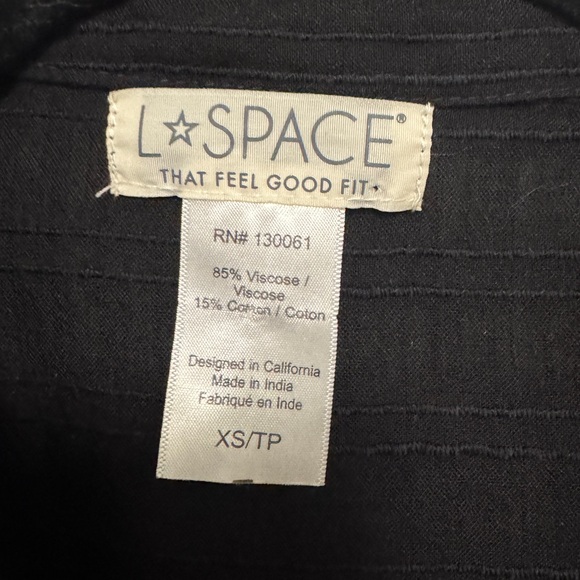 L☆SPACE®
THAT FEEL GOOD FIT
RN# 130061
85% Viscose /
Viscose
15% Cotton / Coton
Designed in California
Made in India
Fabriqué en Inde
XS/TP